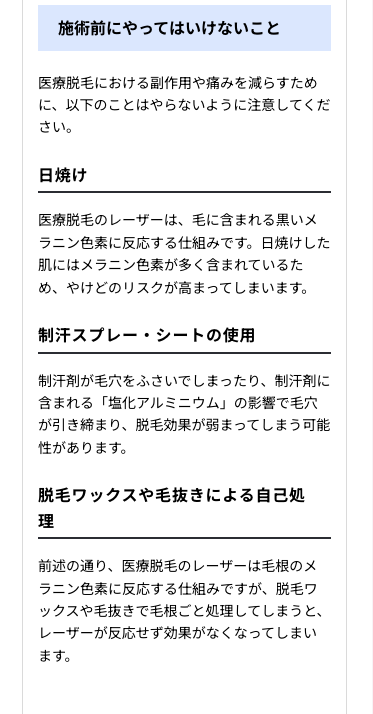 施術前にやってはいけないこと
医療脱毛における副作用や痛みを減らすため
に、以下のことはやらないように注意してくだ
さい。
日焼け
医療脱毛のレーザーは、毛に含まれる黒いメ
ラニン色素に反応する仕組みです。日焼けした
肌にはメラニン色素が多く含まれているた
め、やけどのリスクが高まってしまいます。
制汗スプレー・シートの使用
制汗剤が毛穴をふさいでしまったり、制汗剤に
含まれる「塩化アルミニウム」の影響で毛穴
が引き締まり、脱毛効果が弱まってしまう可能
性があります。
脱毛ワックスや毛抜きによる自己処
理
前述の通り、医療脱毛のレーザーは毛根のメ
ラニン色素に反応する仕組みですが、脱毛ワ
ックスや毛抜きで毛根ごと処理してしまうと、
レーザーが反応せず効果がなくなってしまい
ます。